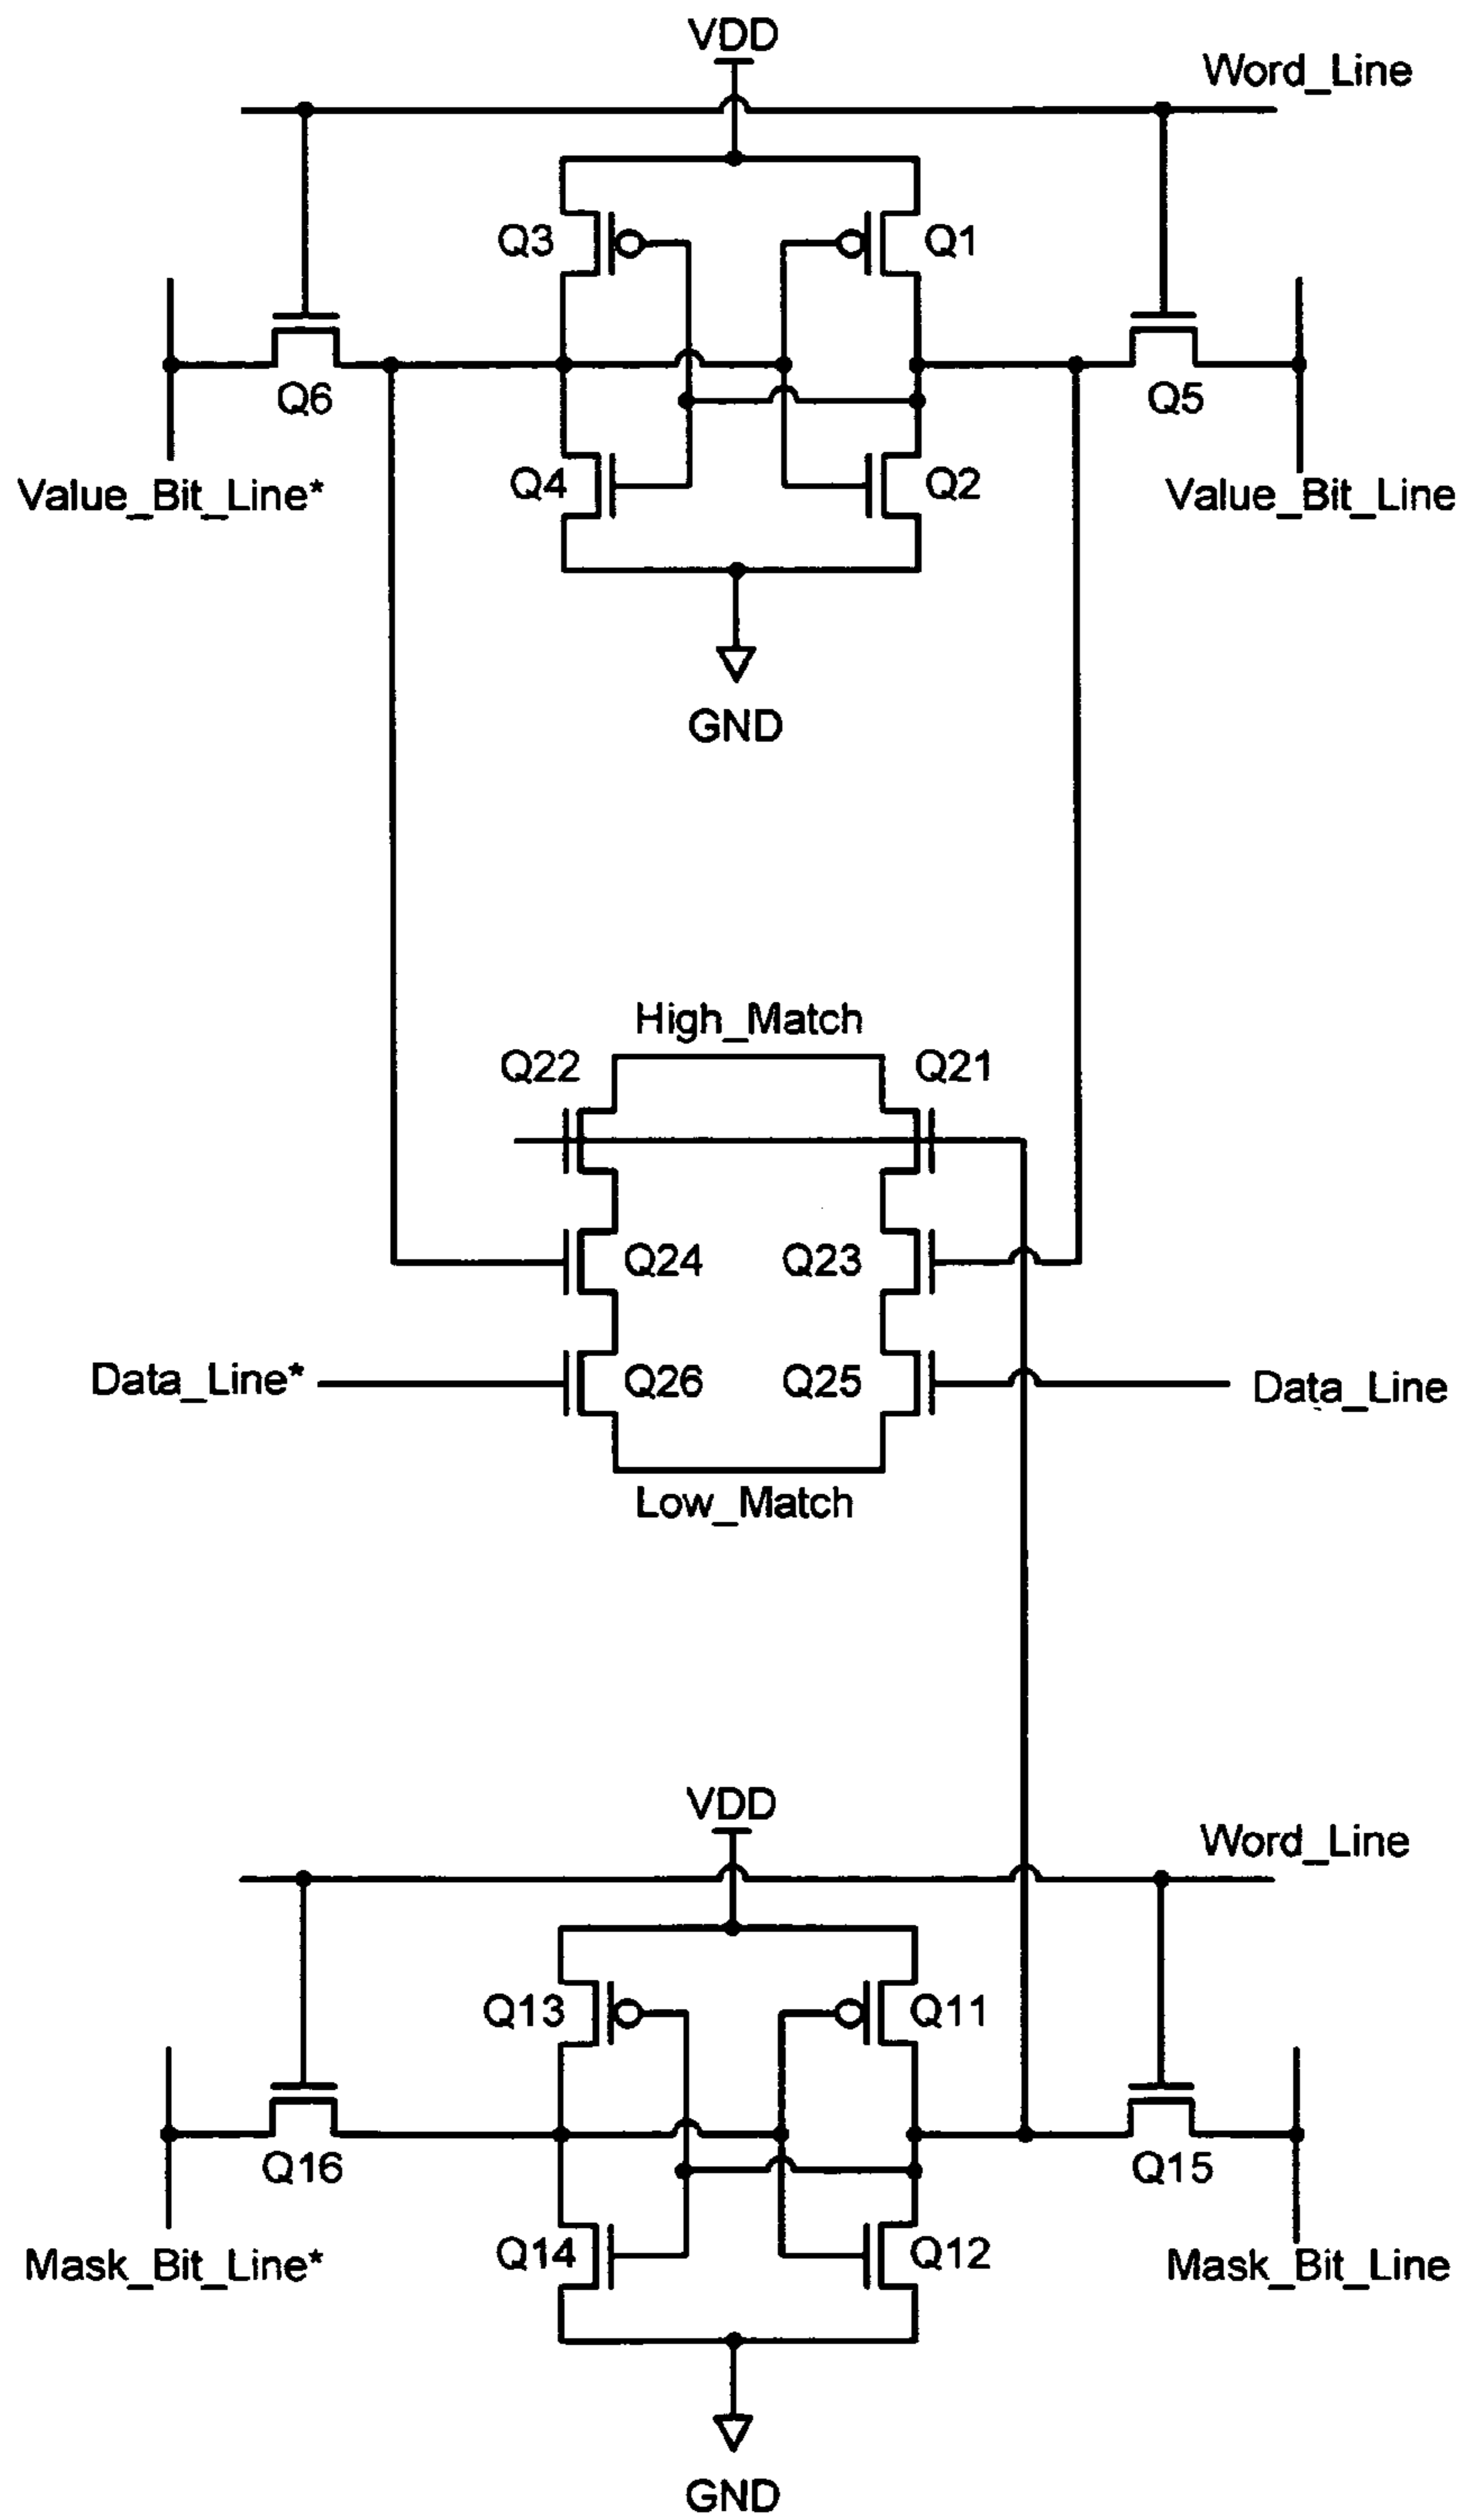 VDD
Word_Line
Q3
Q1
Q6
Q5
Q4
Q2
Value_Bit_Line*
Value_Bit_Line
GND
High_Match
Q22
Q21
Q24
Q23
Data_Line*
Q26
Q25
Data_Line
Low_Match
VDD
Word_Line
Q13
Q11
Q16
Q15
Q14
Q12
Mask_Bit_Line*
Mask_Bit_Line
GND